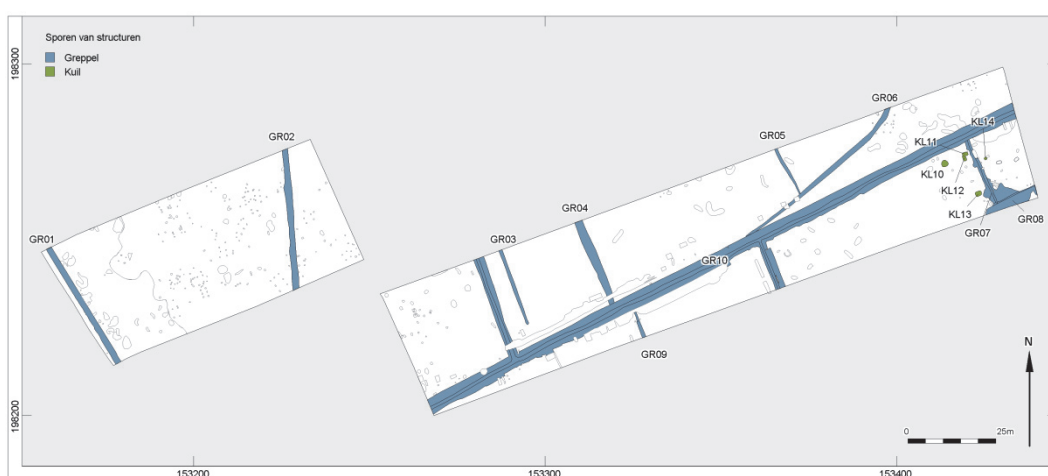 Sporen van structuren
Greppel
Kuil
198300
198200
GR01
GR02
GR03
GR04
GR05
GR06
GR10
GR09
KL14
KL11
KL10
KL12
KL13
GR07
GR08
N
0
25m
153200
153300
153400